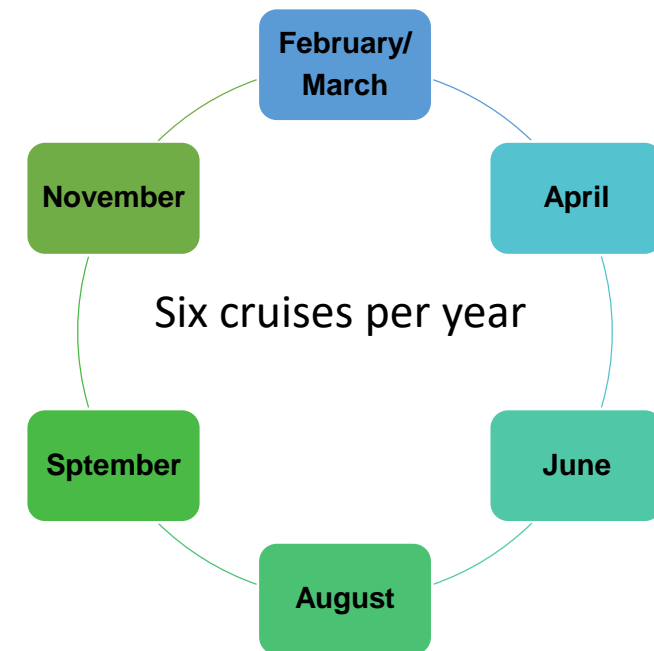 February/
March
November
April
Six cruises per year
Sptember
June
August